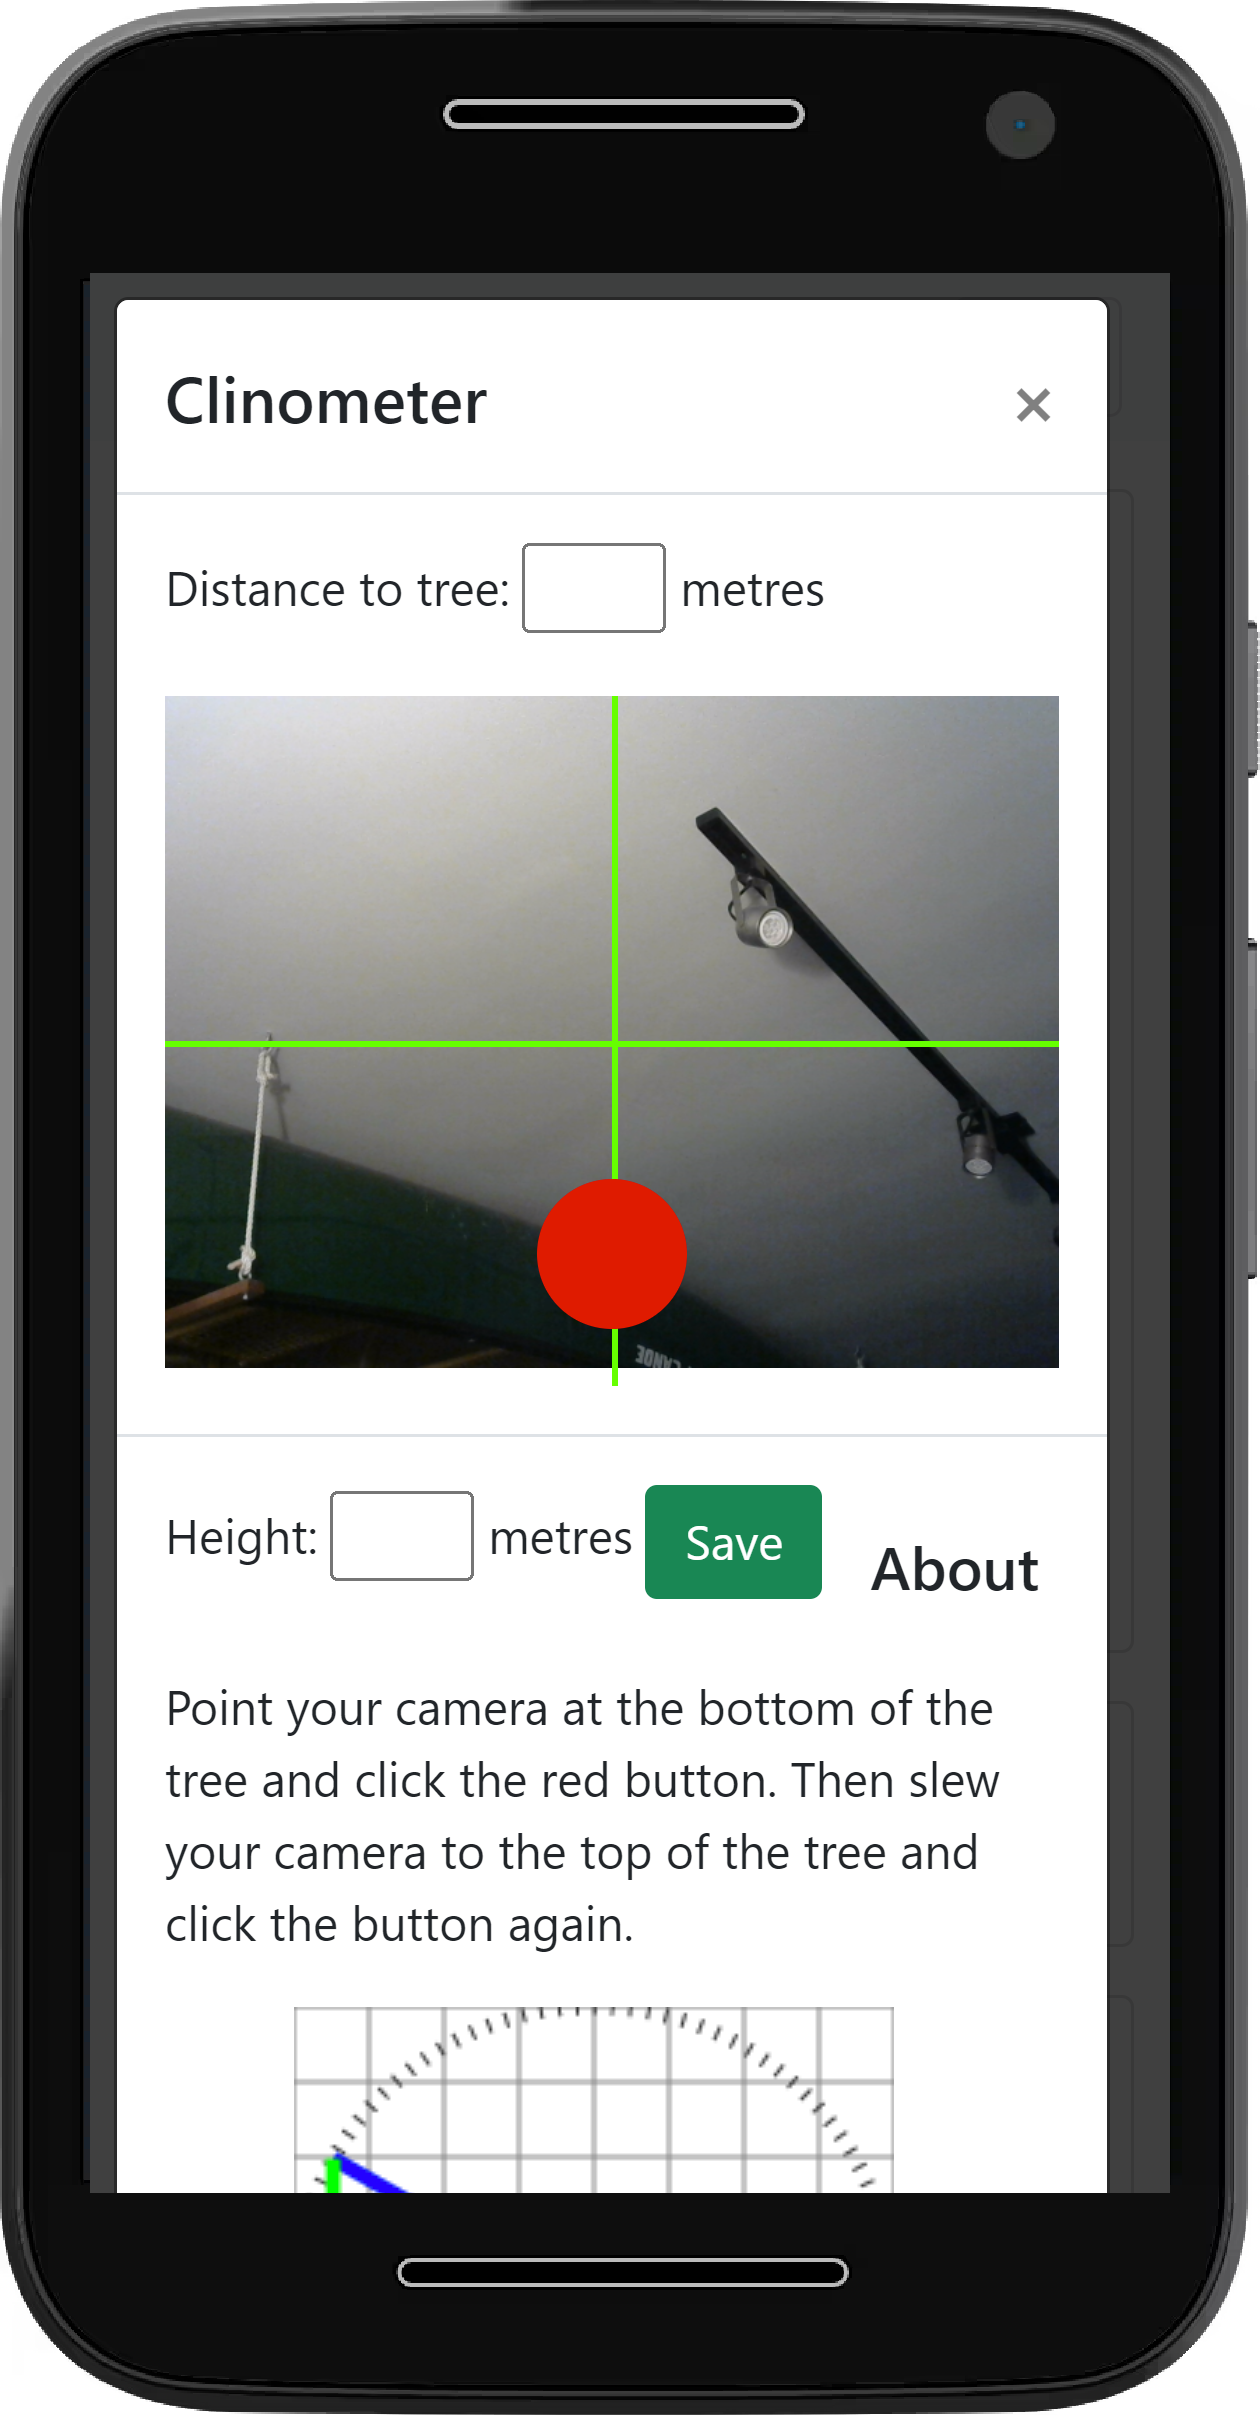 Clinometer ×
Distance to tree: metres
CANOE
Height: metres Save About
Point your camera at the bottom of the
tree and click the red button. Then slew
your camera to the top of the tree and
click the button again.